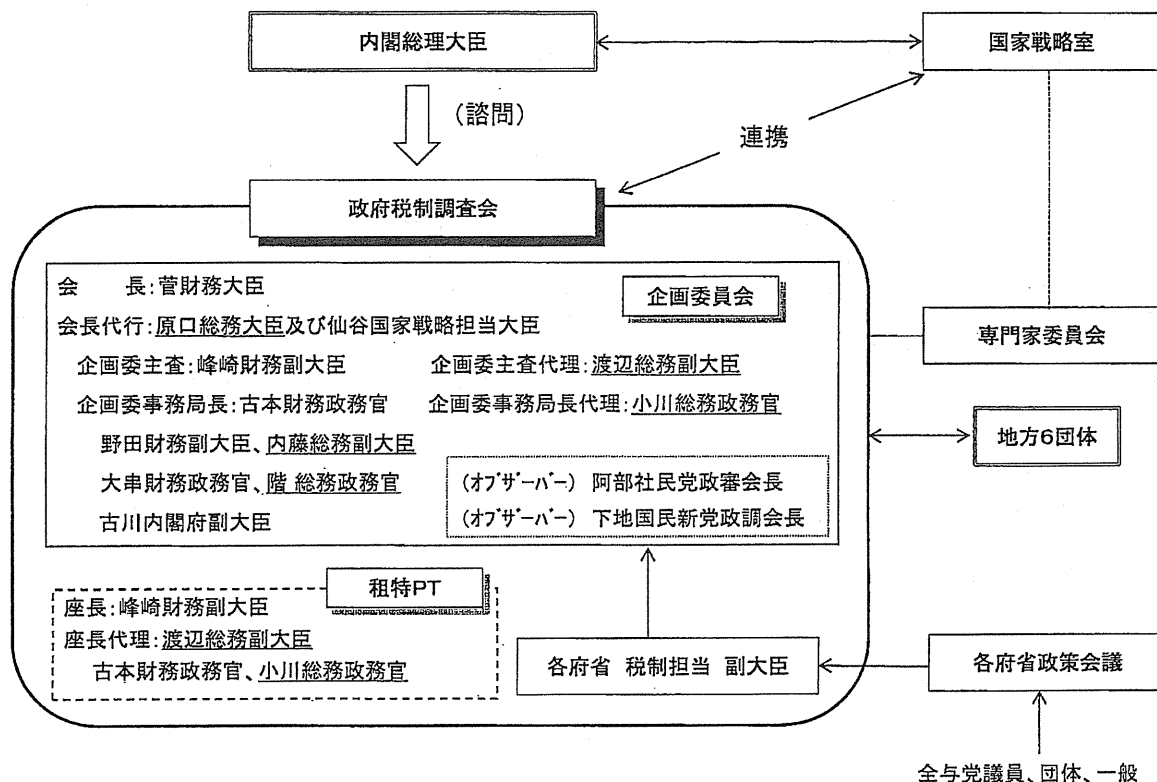 内閣総理大臣
国家戦略室
(諮問)
連携
政府税制調査会
会　　長:菅財務大臣
企画委員会
会長代行:原口総務大臣及び仙谷国家戦略担当大臣
企画委主査:峰崎財務副大臣
企画委主査代理:渡辺総務副大臣
企画委事務局長:古本財務政務官
企画委事務局長代理:小川総務政務官
野田財務副大臣、内藤総務副大臣
大串財務政務官、階 総務政務官
古川内閣府副大臣
(ｵﾌﾞｻﾞｰﾊﾞｰ) 阿部社民党政審会長
(ｵﾌﾞｻﾞｰﾊﾞｰ) 下地国民新党政調会長
専門家委員会
地方6団体
租特PT
座長:峰崎財務副大臣
座長代理:渡辺総務副大臣
古本財務政務官、小川総務政務官
各府省 税制担当 副大臣
各府省政策会議
全与党議員、団体、一般